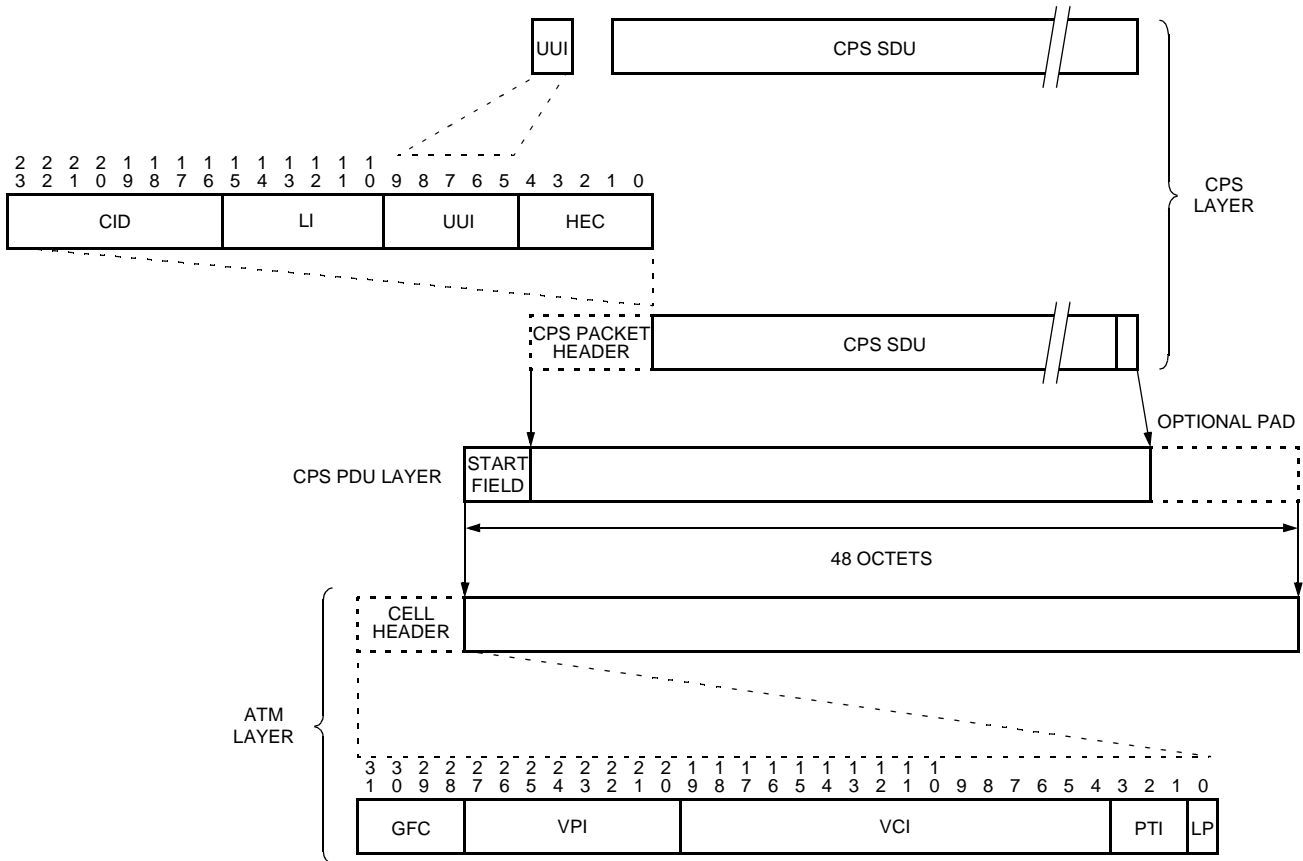 UUI
CPS SDU
2 2 2 2 1 1 1 1 1 1 1 1 1 1
3 2 1 0 9 8 7 6 5 4 3 2 1 0 9 8 7 6 5 4 3 2 1 0
CID LI UUI HEC
CPS
LAYER
CPS PACKET
HEADER
CPS SDU
OPTIONAL PAD
CPS PDU LAYER
START
FIELD
48 OCTETS
CELL
HEADER
ATM
LAYER
3 3 2 2 2 2 2 2 2 2 2 2 1 1 1 1 1 1 1 1 1 1
1 0 9 8 7 6 5 4 3 2 1 0 9 8 7 6 5 4 3 2 1 0 9 8 7 6 5 4 3 2 1 0
GFC VPI VCI PTI LP